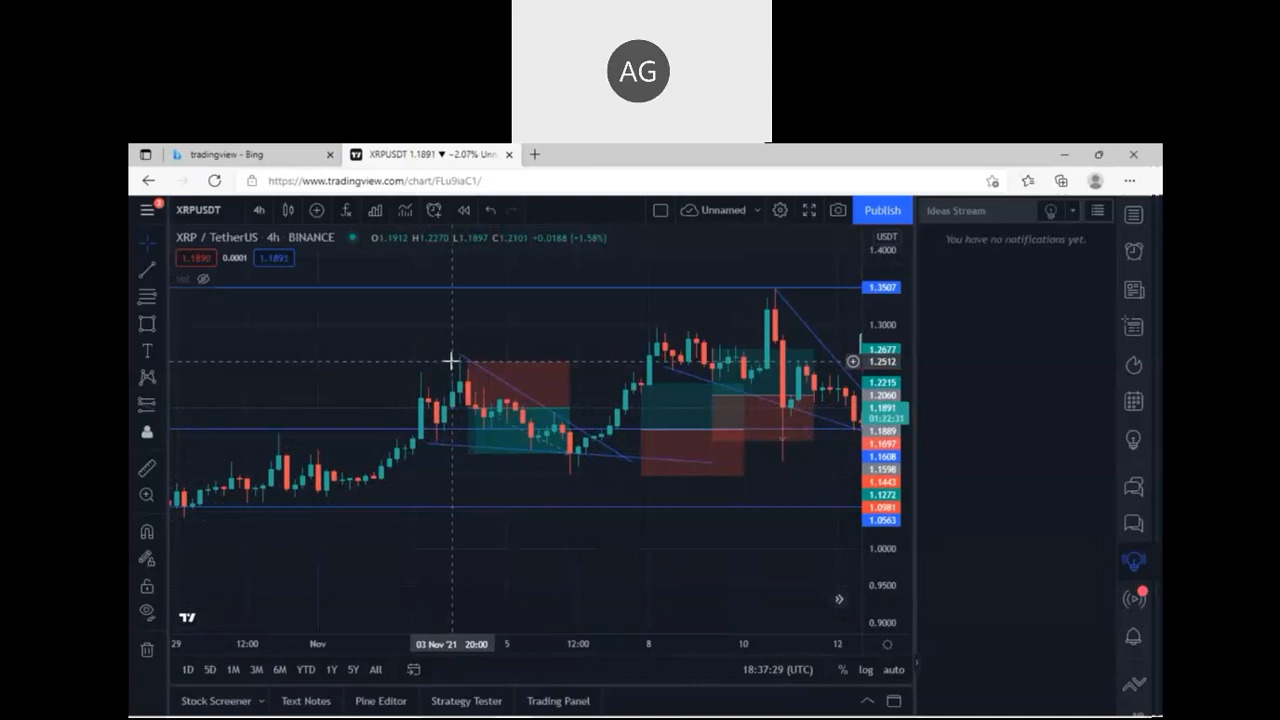 AG
tradingview - Bing
XRPUSDT 1.1891 ▼ −2.07% Unn
https://www.tradingview.com/chart/FLu9iaC1/
2
XRPUSDT 4h Unnamed Publish Ideas Stream
XRP / TetherUS · 4h · BINANCE O1.1912 H1.2270 L1.1897 C1.2101 +0.0188 (+1.58%)
USDT
You have no notifications yet.
1.1890 0.0001 1.1891
Vol
1.4000
1.3507
1.3000
1.2677
1.2512
1.2215
1.2060
1.1891
01:22:31
1.1889
1.1697
1.1608
1.1598
1.1443
1.1272
1.0981
1.0563
1.0000
0.9500
0.9000
29 12:00 Nov 03 Nov '21 20:00 5 12:00 8 10 12
1D 5D 1M 3M 6M YTD 1Y 5Y All 18:37:29 (UTC) % log auto
Stock Screener Text Notes Pine Editor Strategy Tester Trading Panel